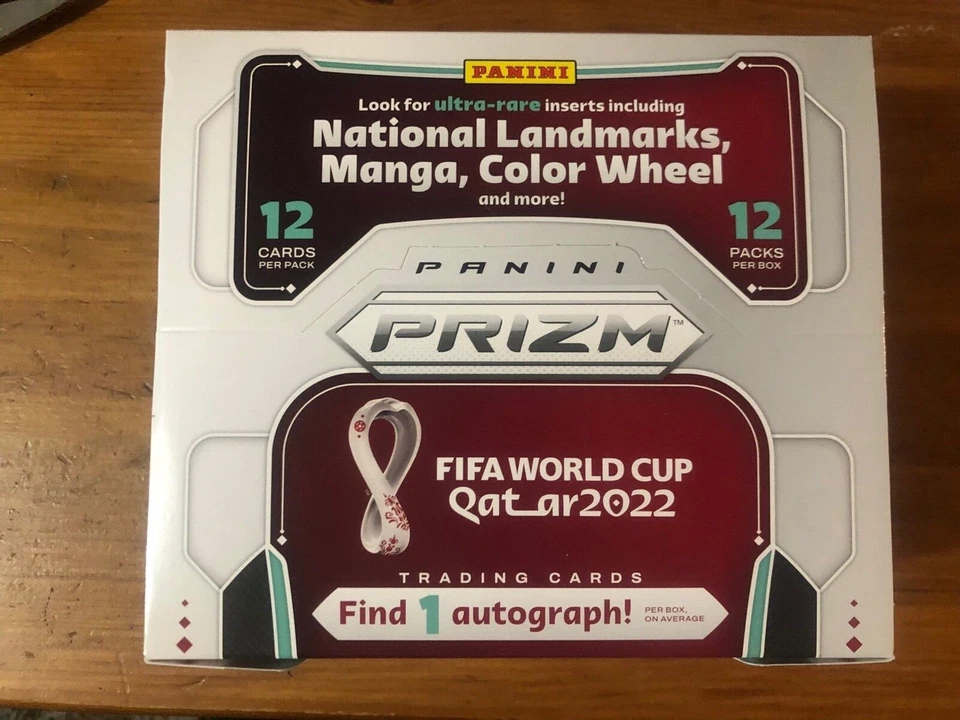 PANINI
Look for ultra-rare inserts including
National Landmarks,
Manga, Color Wheel
and more!
12
CARDS
PER PACK
12
PACKS
PER BOX
PANINI
PRIZM™
FIFA WORLD CUP
Qatar2022
TRADING CARDS
Find 1 autograph! PER BOX,
ON AVERAGE